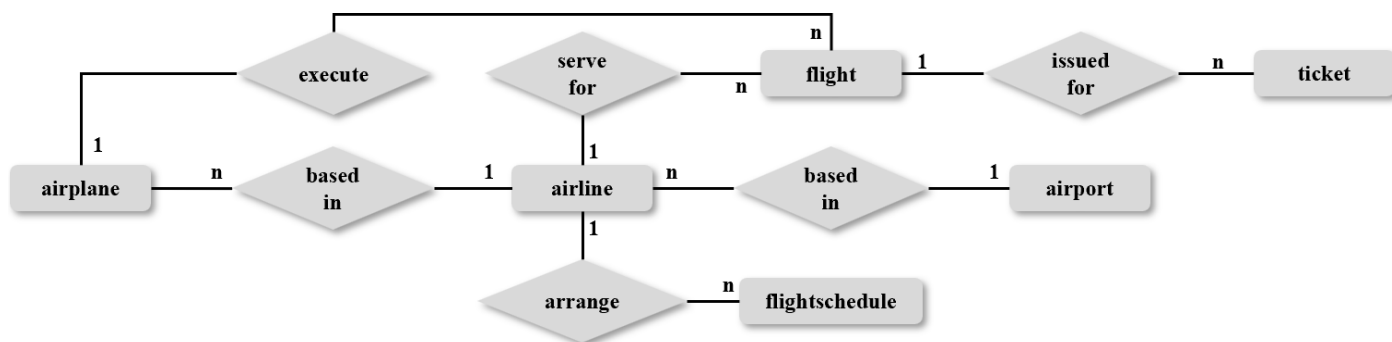 n
execute
serve
for
n
flight
1
issued
for
n
ticket
1
1
airplane
n
based
in
1
airline
n
based
in
1
airport
1
arrange
n
flightschedule